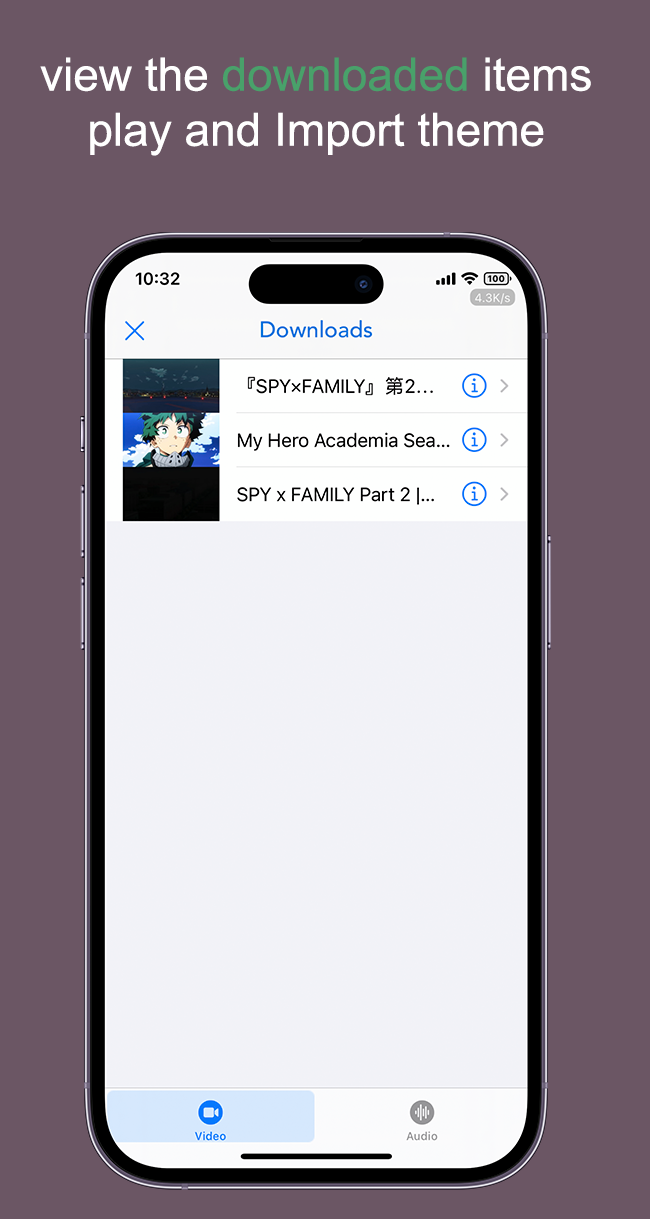 view the downloaded items
play and Import theme
10:32
100
4.3K/s
Downloads
『SPY×FAMILY』第2...
My Hero Academia Sea...
SPY x FAMILY Part 2 |...
Video
Audio